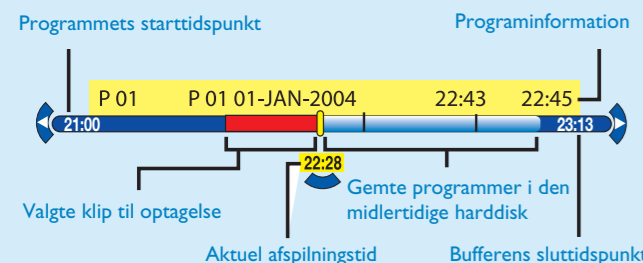 Programmets starttidspunkt
Programinformation
P 01 P 01 01-JAN-2004 22:43 22:45
21:00 23:13
22:28
Valgte klip til optagelse
Gemte programmer i den
midlertidige harddisk
Aktuel afspilningstid
Bufferens sluttidspunkt